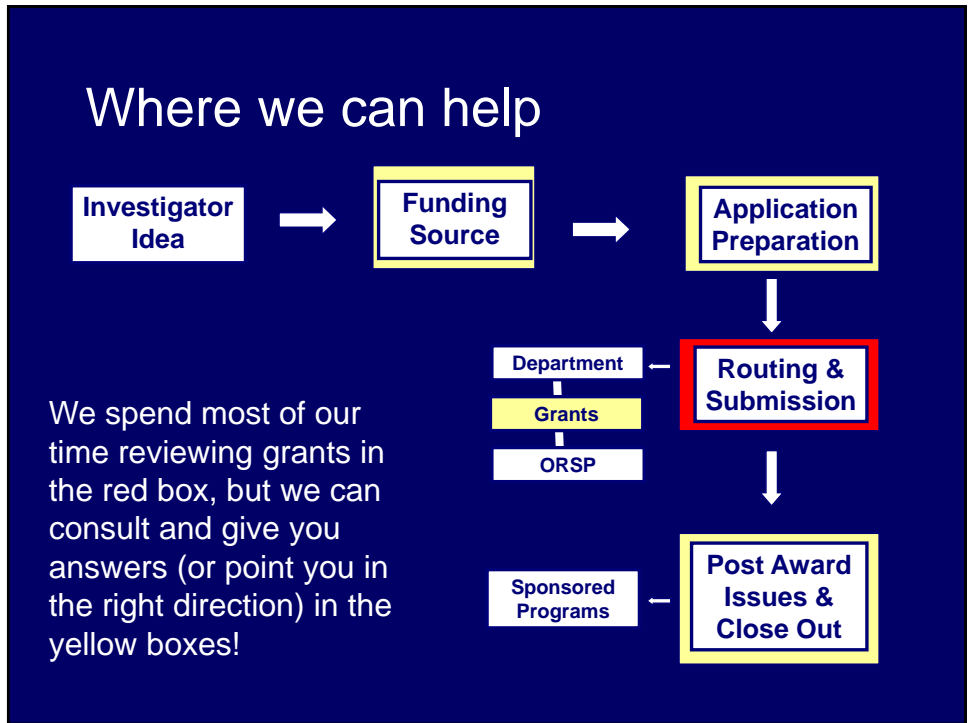 Where we can help
Investigator
Idea
Funding
Source
Application
Preparation
Routing &
Submission
Department
Grants
ORSP
We spend most of our
time reviewing grants in
the red box, but we can
consult and give you
answers (or point you in
the right direction) in the
yellow boxes!
Post Award
Issues &
Close Out
Sponsored
Programs